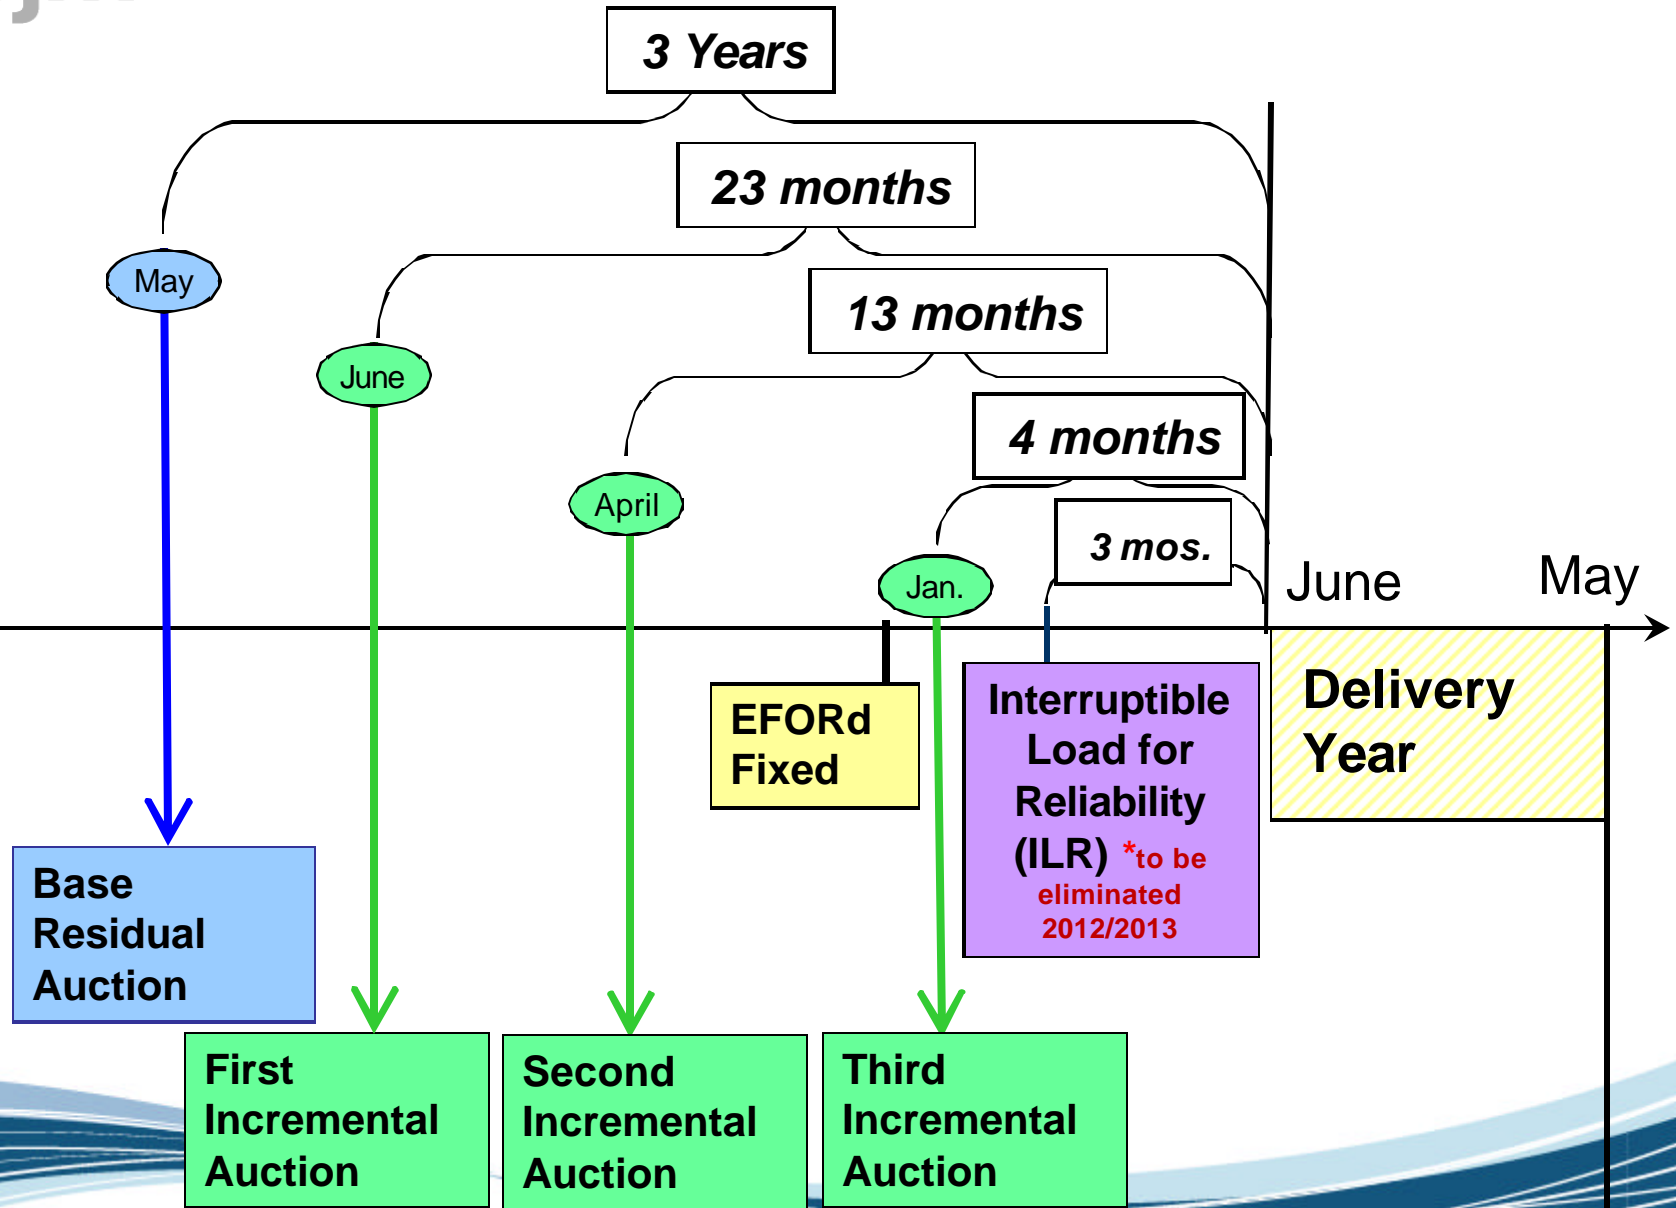 3 Years
23 months
May
13 months
June
4 months
April
3 mos.
Jan.
June
May
EFORd
Fixed
Interruptible
Load for
Reliability
(ILR) *to be
eliminated
2012/2013
Delivery
Year
Base
Residual
Auction
First
Incremental
Auction
Second
Incremental
Auction
Third
Incremental
Auction